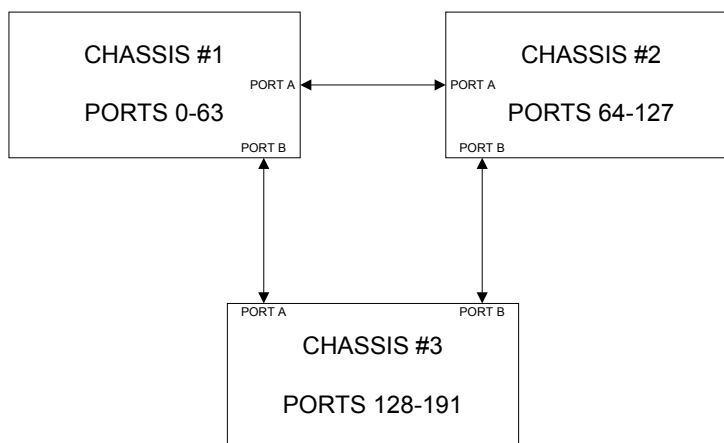 CHASSIS #1
PORT A
PORTS 0-63
PORT B
CHASSIS #2
PORT A
PORTS 64-127
PORT B
PORT A
PORT B
CHASSIS #3
PORTS 128-191